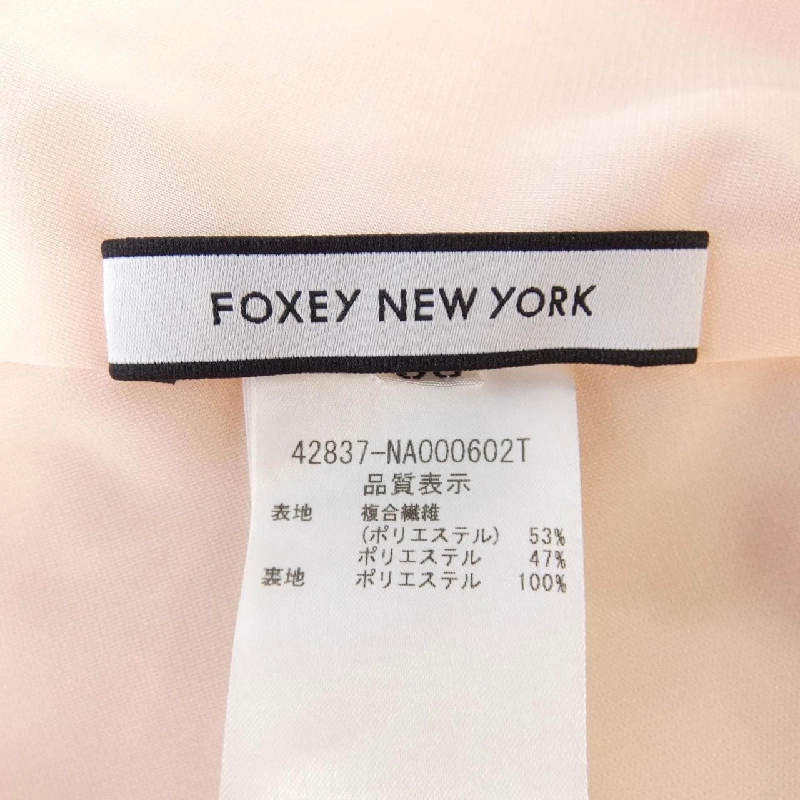 FOXEY NEW YORK
42837-NA000602T
品質表示
表地 複合繊維
(ポリエステル) 53%
ポリエステル 47%
裏地 ポリエステル 100%